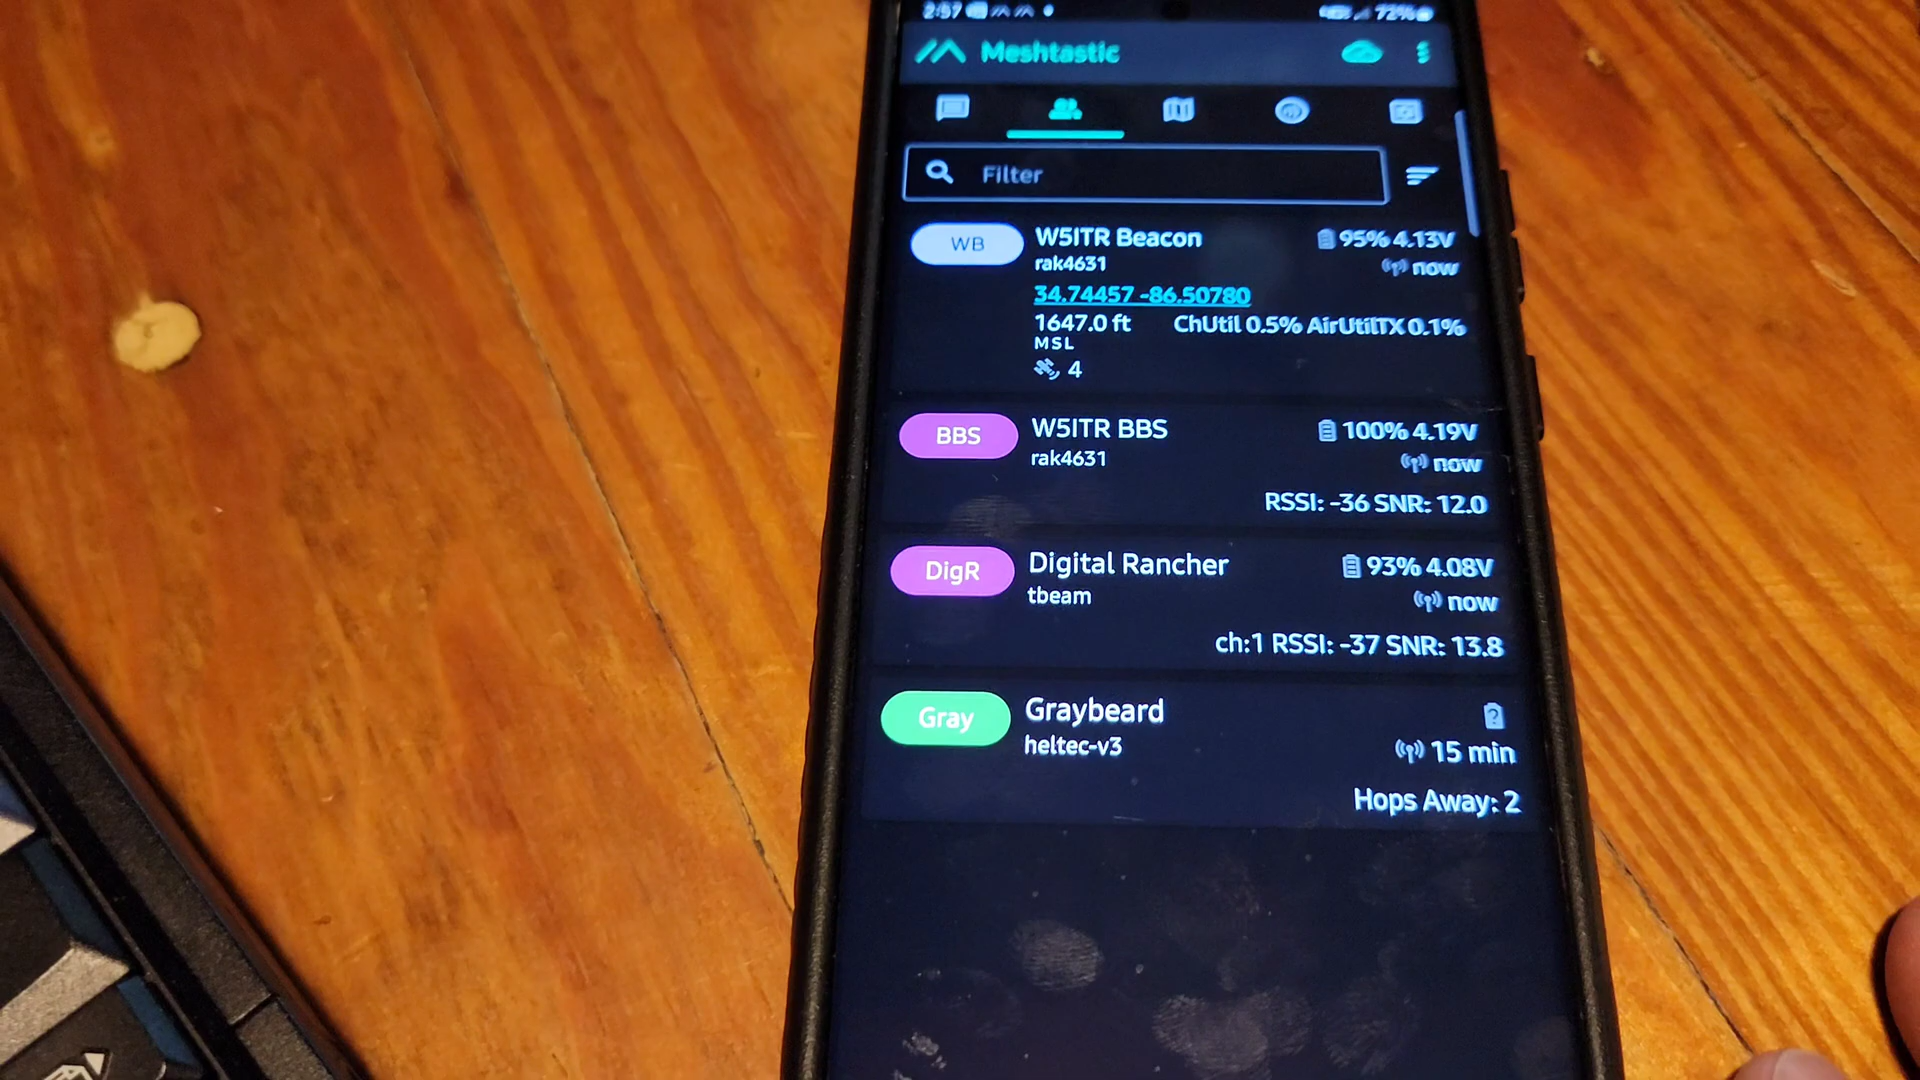 2:57 72%
Meshtastic
Filter
WB W5ITR Beacon 95% 4.13V
rak4631 now
34.74457 -86.50780
1647.0 ft ChUtil 0.5% AirUtilTX 0.1%
MSL
4
BBS W5ITR BBS 100% 4.19V
rak4631 now
RSSI: -36 SNR: 12.0
DigR Digital Rancher 93% 4.08V
tbeam now
ch:1 RSSI: -37 SNR: 13.8
Gray Graybeard ?
heltec-v3 15 min
Hops Away: 2